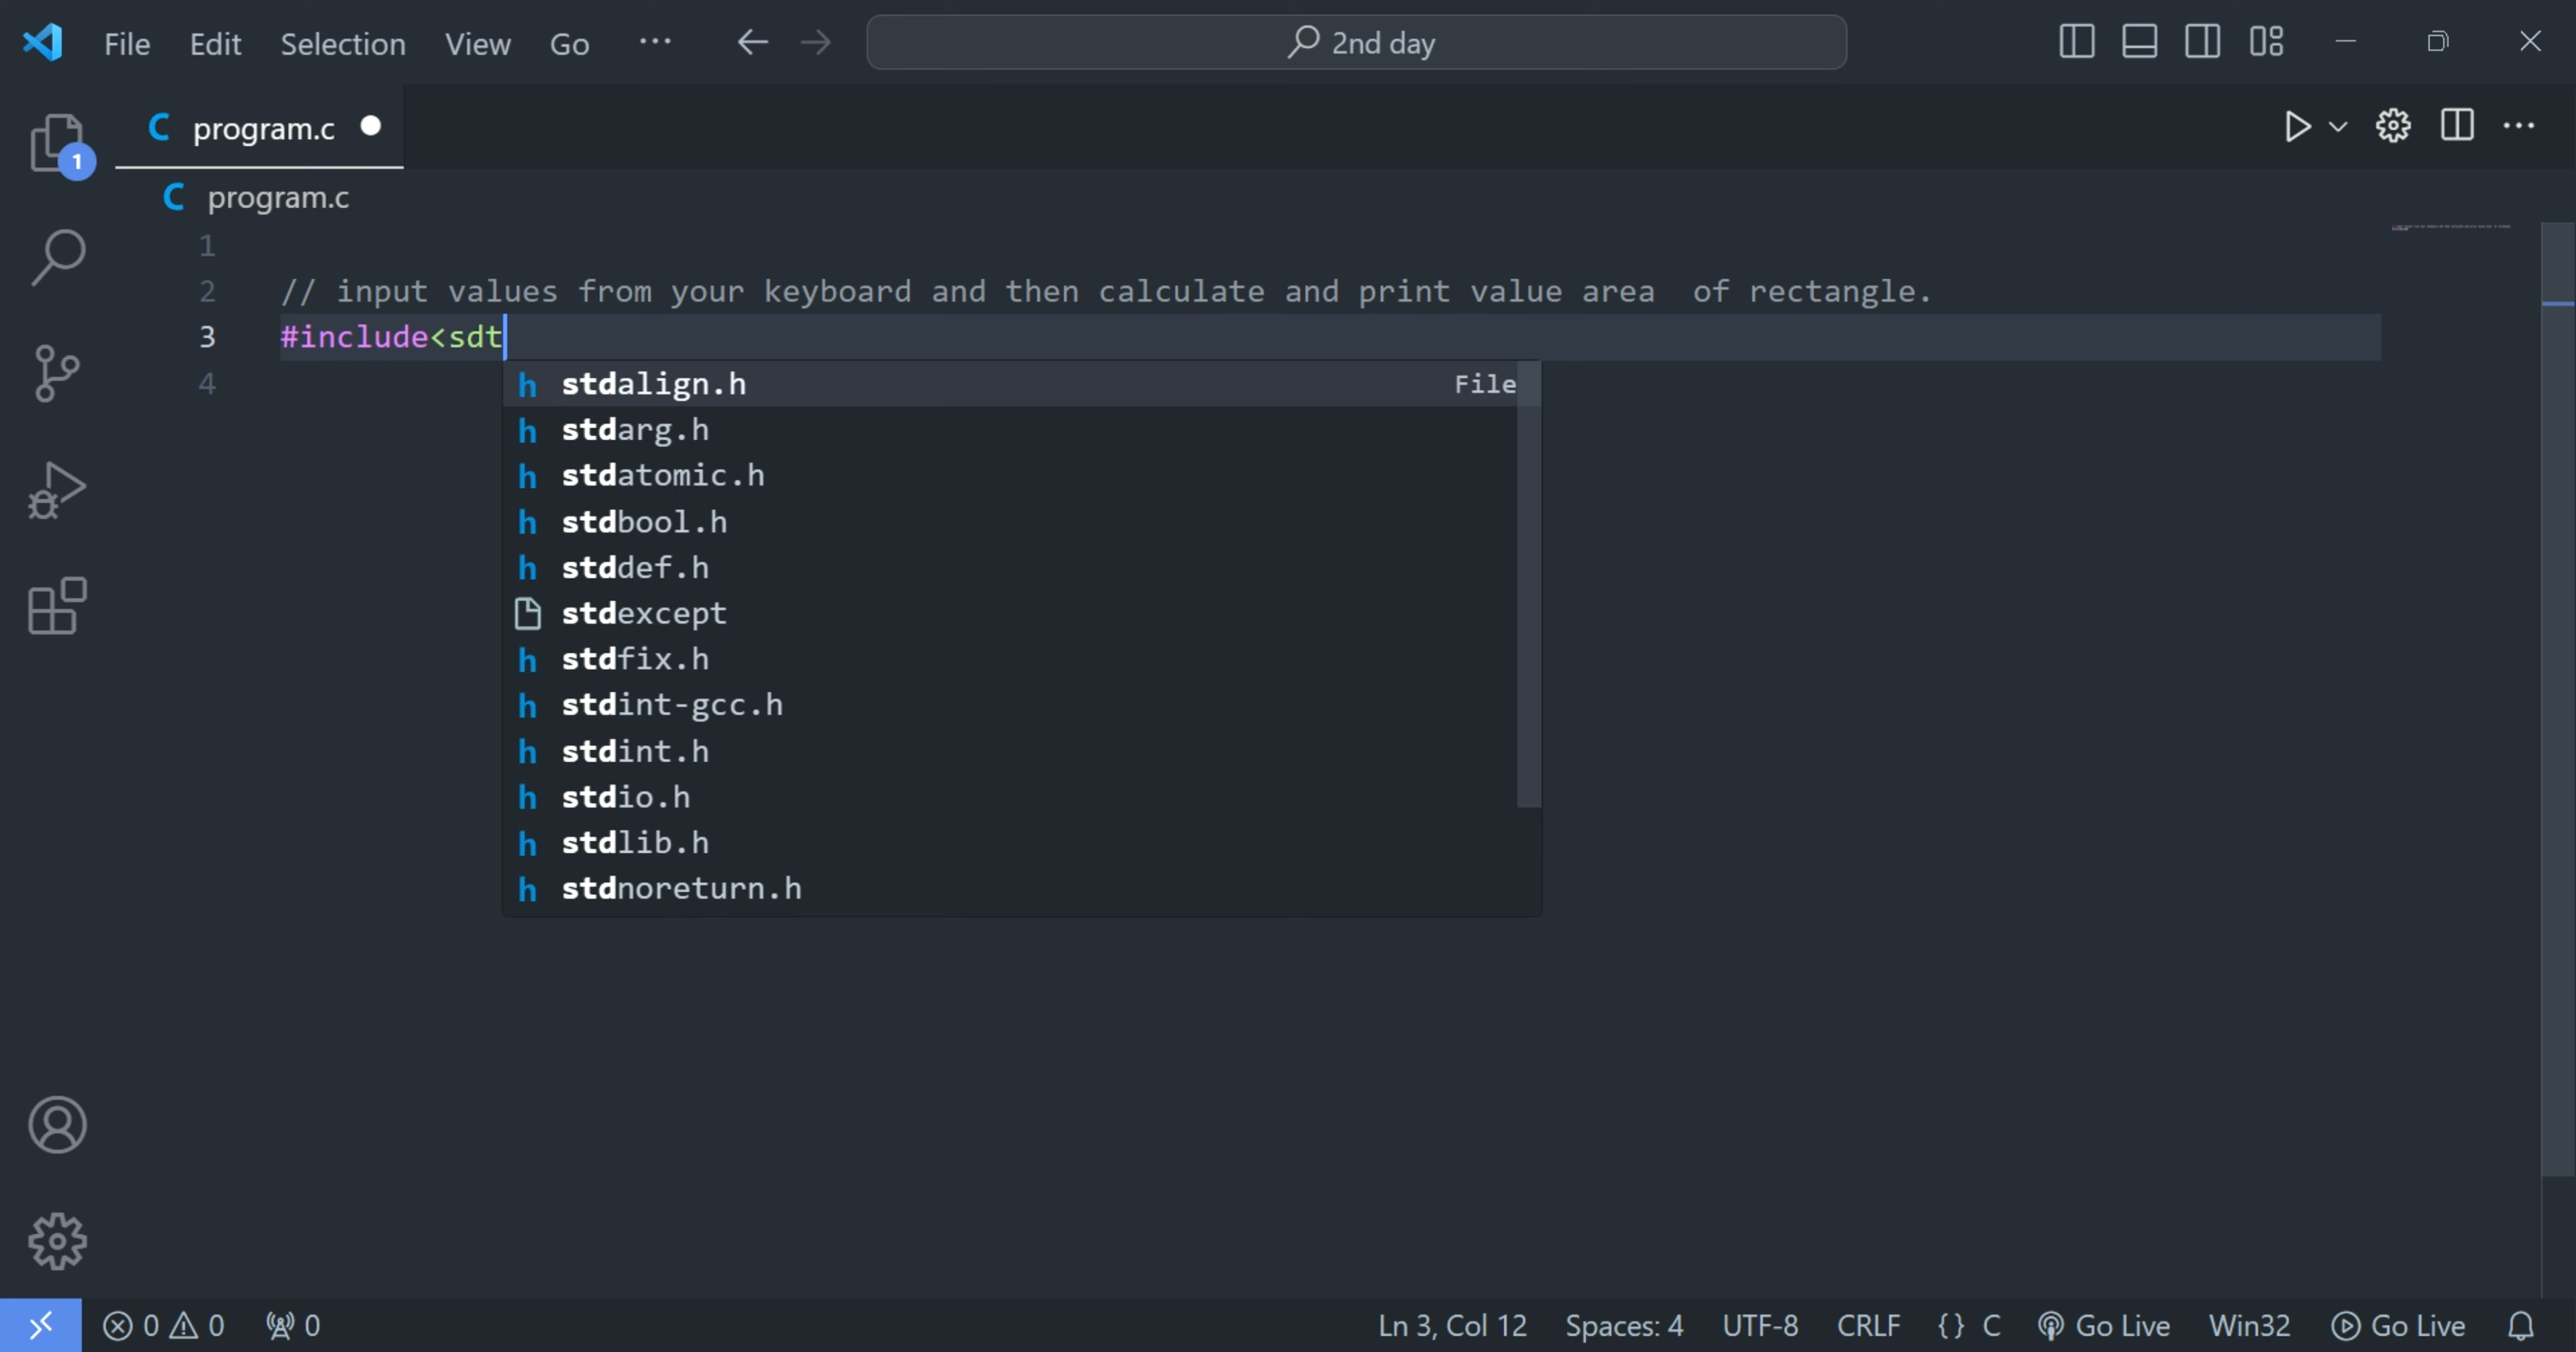 File Edit Selection View Go ··· 2nd day
program.c
1
program.c
1
2 // input values from your keyboard and then calculate and print value area  of rectangle.
3 #include<sdt
4
h stdalign.h File
h stdarg.h
h stdatomic.h
h stdbool.h
h stddef.h
stdexcept
h stdfix.h
h stdint-gcc.h
h stdint.h
h stdio.h
h stdlib.h
h stdnoreturn.h
0 0 0 Ln 3, Col 12 Spaces: 4 UTF-8 CRLF {} C Go Live Win32 Go Live